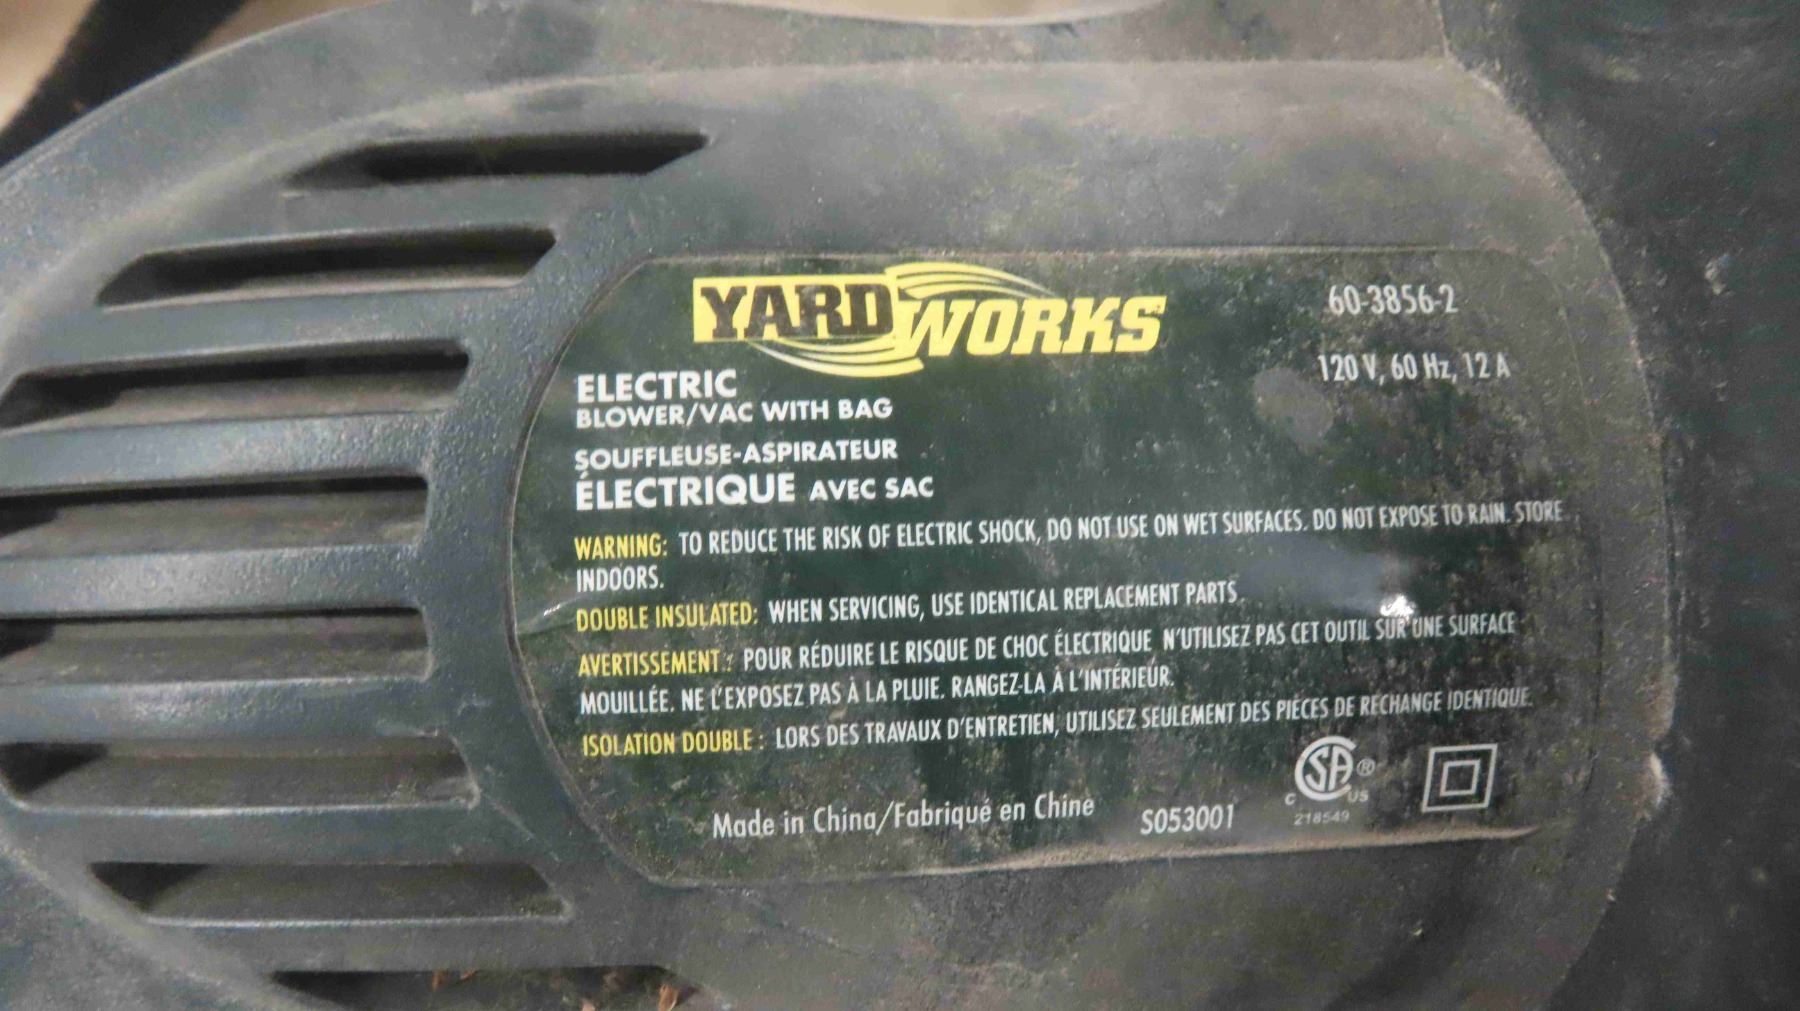 YARDWORKS
60-3856-2
120 V, 60 Hz, 12 A
ELECTRIC
BLOWER/VAC WITH BAG
SOUFFLEUSE-ASPIRATEUR
ÉLECTRIQUE AVEC SAC
WARNING: TO REDUCE THE RISK OF ELECTRIC SHOCK, DO NOT USE ON WET SURFACES. DO NOT EXPOSE TO RAIN. STORE
INDOORS.
DOUBLE INSULATED: WHEN SERVICING, USE IDENTICAL REPLACEMENT PARTS.
AVERTISSEMENT : POUR RÉDUIRE LE RISQUE DE CHOC ÉLECTRIQUE N'UTILISEZ PAS CET OUTIL SUR UNE SURFACE
MOUILLÉE. NE L'EXPOSEZ PAS À LA PLUIE. RANGEZ-LA À L'INTÉRIEUR.
ISOLATION DOUBLE : LORS DES TRAVAUX D'ENTRETIEN, UTILISEZ SEULEMENT DES PIÈCES DE RECHANGE IDENTIQUE.
Made in China/Fabriqué en Chine
S053001
C SA ® US
218549